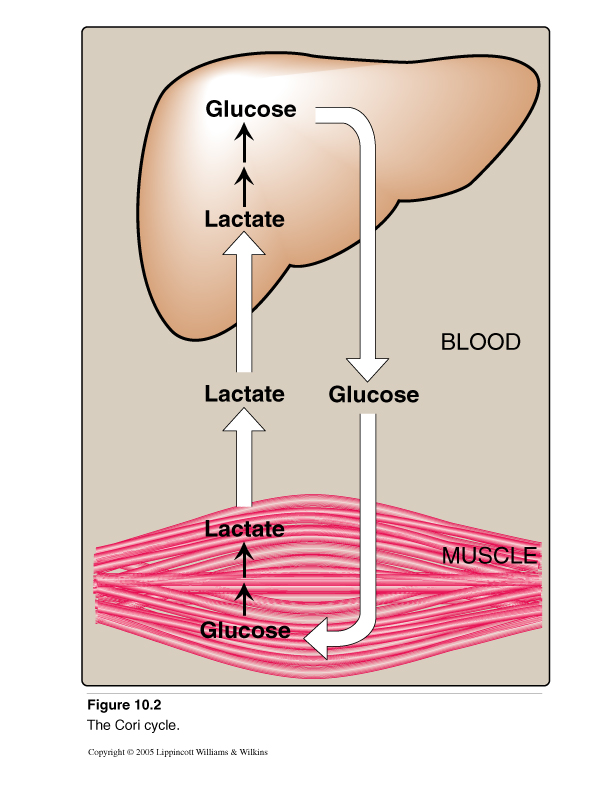 Glucose
Lactate
BLOOD
Lactate
Glucose
Lactate
MUSCLE
Glucose
Figure 10.2
The Cori cycle.
Copyright © 2005 Lippincott Williams & Wilkins